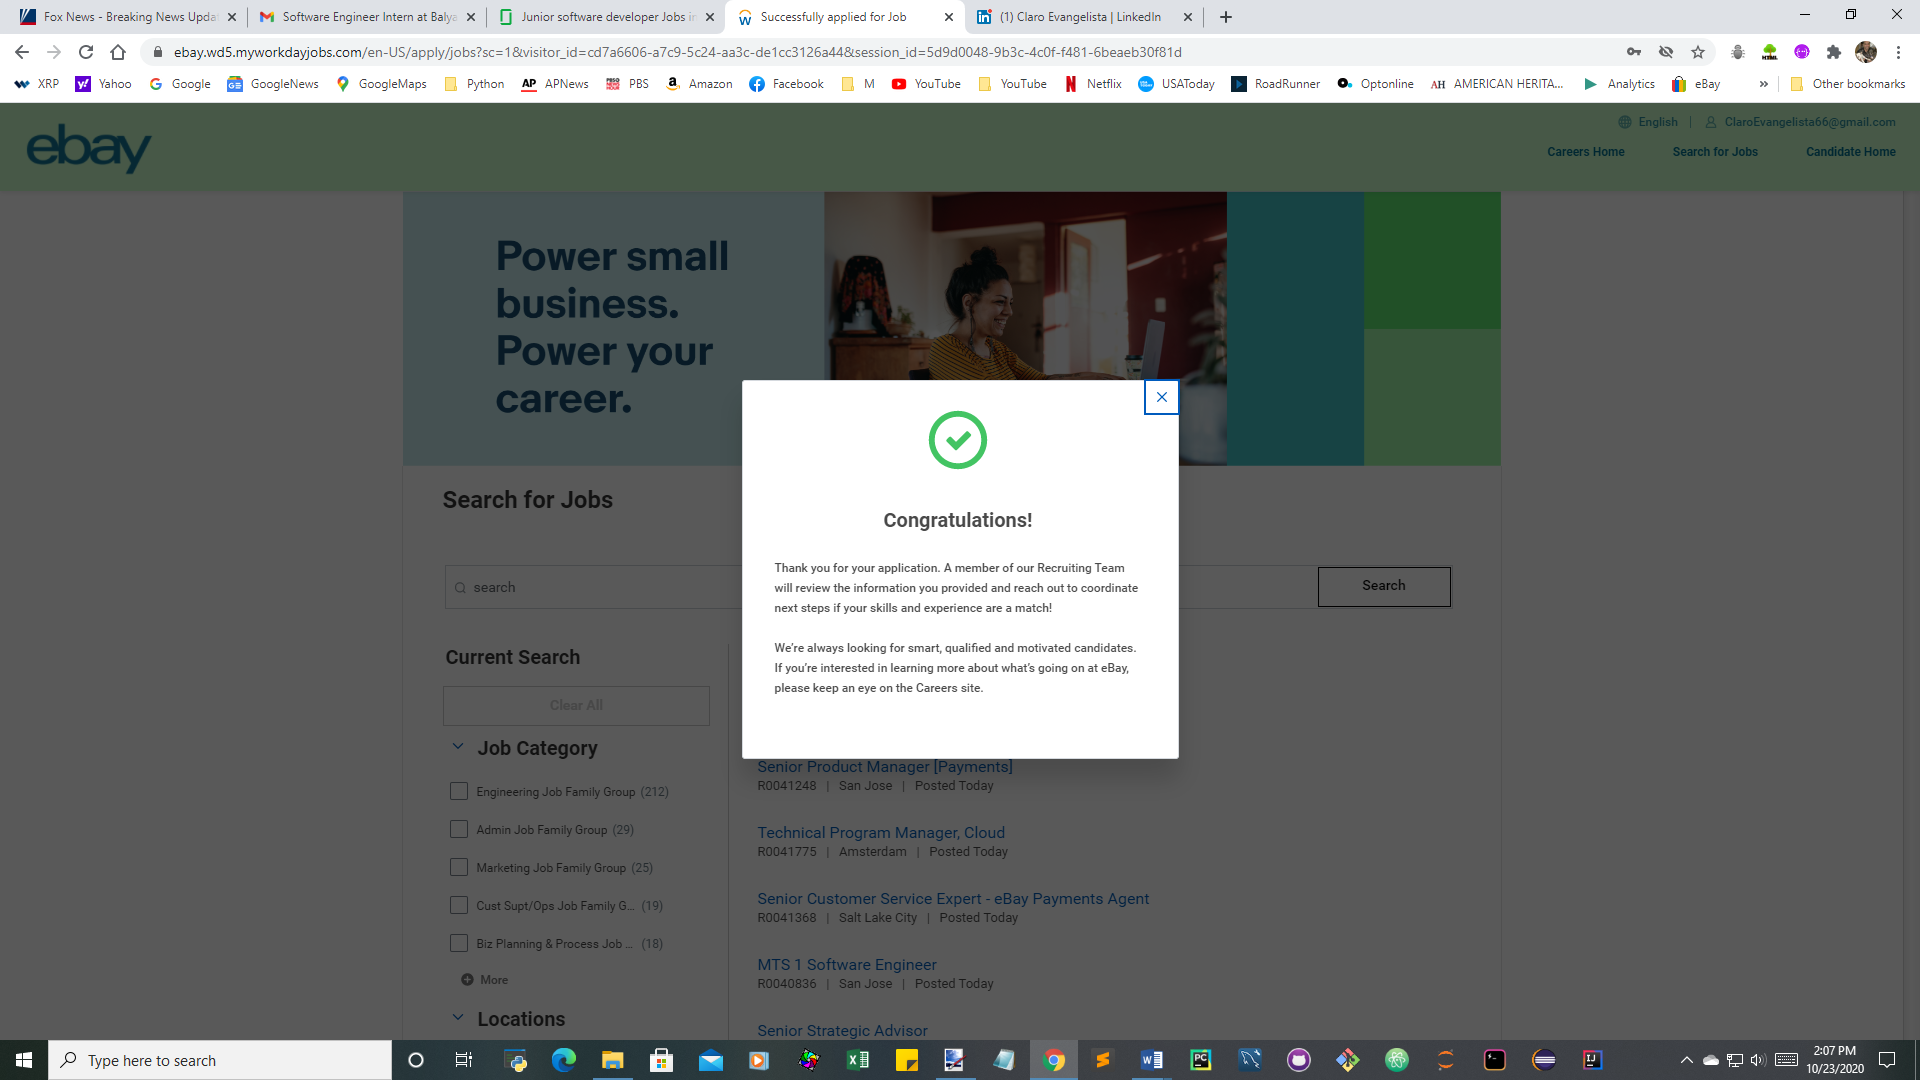 Fox News - Breaking News Upda
Software Engineer Intern at Balya
Junior software developer Jobs in
Successfully applied for Job
(1) Claro Evangelista | LinkedIn
ebay.wd5.myworkdayjobs.com/en-US/apply/jobs?sc=1&visitor_id=cd7a6606-a7c9-5c24-aa3c-de1cc3126a44&session_id=5d9d0048-9b3c-4c0f-f481-6beaeb30f81d
XRP Yahoo Google GoogleNews GoogleMaps Python APNews PBS Amazon Facebook M YouTube YouTube Netflix USAToday RoadRunner Optonline AMERICAN HERITA... Analytics eBay » Other bookmarks
ebay
English | ClaroEvangelista66@gmail.com
Careers Home Search for Jobs Candidate Home
Power small
business.
Power your
career.
Search for Jobs
search
Search
Congratulations!
Thank you for your application. A member of our Recruiting Team
will review the information you provided and reach out to coordinate
next steps if your skills and experience are a match!
We're always looking for smart, qualified and motivated candidates.
If you're interested in learning more about what's going on at eBay,
please keep an eye on the Careers site.
Current Search
Clear All
Job Category
Engineering Job Family Group (212)
Admin Job Family Group (29)
Marketing Job Family Group (25)
Cust Supt/Ops Job Family G... (19)
Biz Planning & Process Job ... (18)
More
Locations
Senior Product Manager [Payments]
R0041248 | San Jose | Posted Today
Technical Program Manager, Cloud
R0041775 | Amsterdam | Posted Today
Senior Customer Service Expert - eBay Payments Agent
R0041368 | Salt Lake City | Posted Today
MTS 1 Software Engineer
R0040836 | San Jose | Posted Today
Senior Strategic Advisor
Type here to search
2:07 PM
10/23/2020